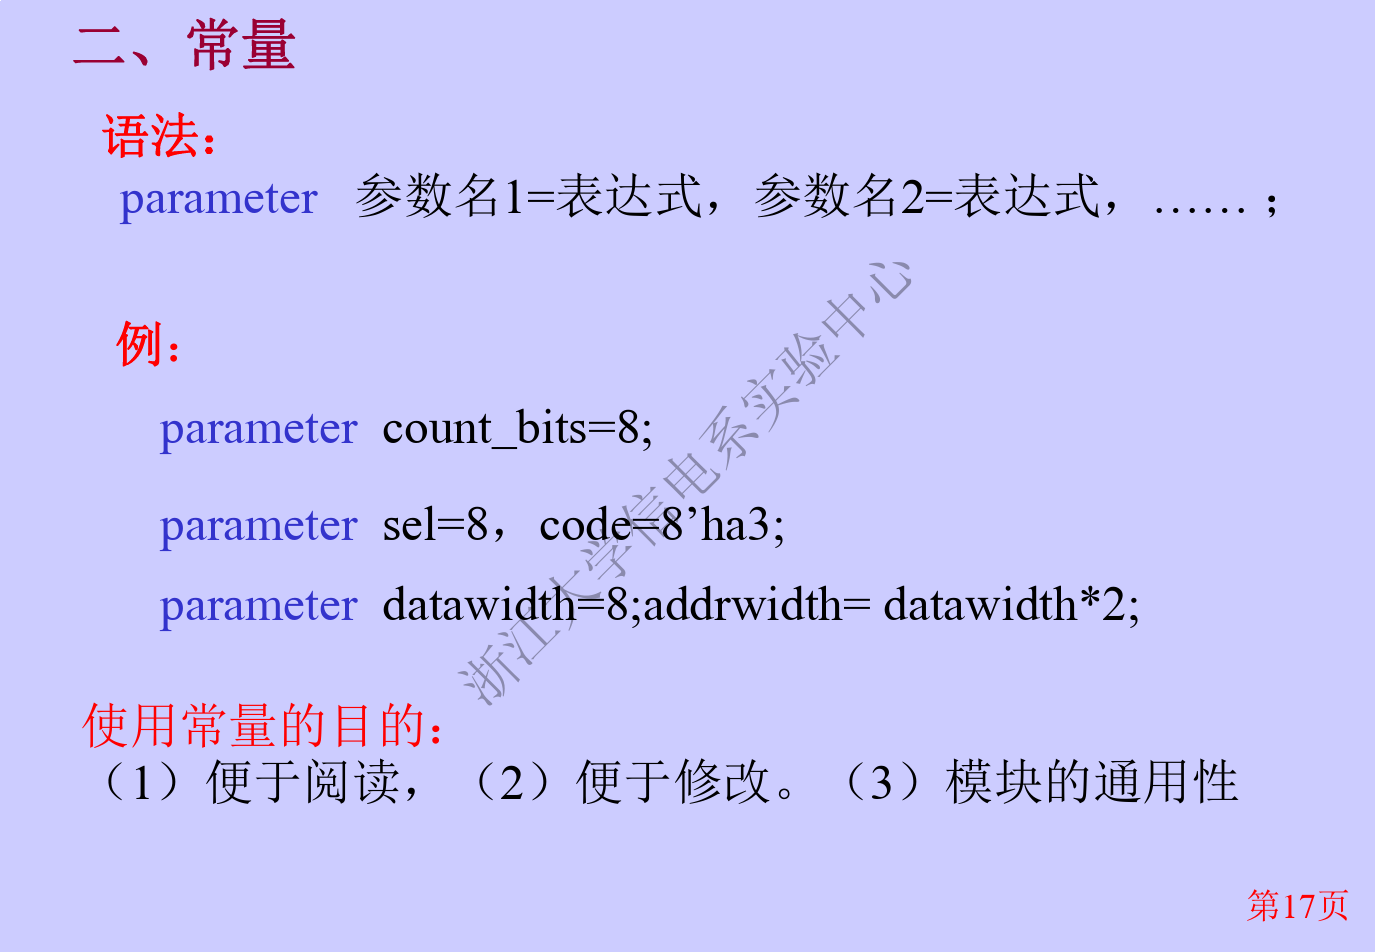 二、常量
语法：
parameter 参数名1=表达式，参数名2=表达式，……；
例：
parameter count_bits=8;
parameter sel=8，code=8’ha3;
parameter datawidth=8;addrwidth= datawidth*2;
浙江大学信电系实验中心
使用常量的目的：
（1）便于阅读，（2）便于修改。（3）模块的通用性
第17页